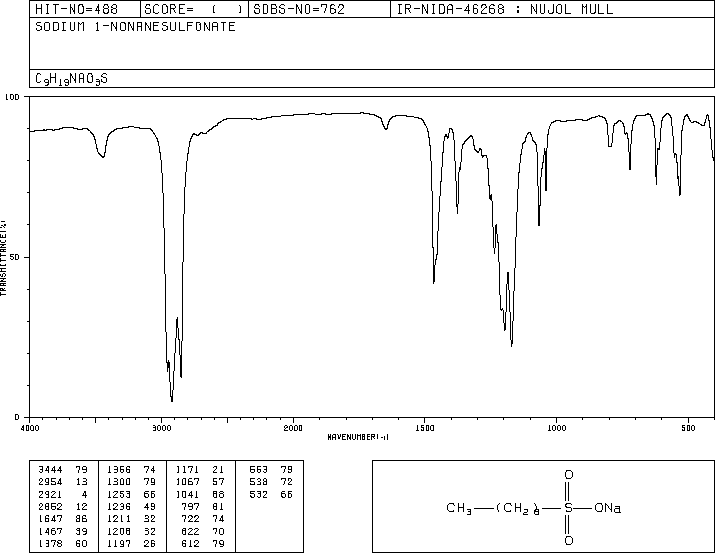 HIT-NO=488 SCORE= ( ) SDBS-NO=762 IR-NIDA-46268 : NUJOL MULL
SODIUM 1-NONANESULFONATE
C9H19NAO3S
100
50
0
TRANSMITTANCE(%)
4000 3000 2000 1500 1000 500
WAVENUMBER(-1)
3444 79 1366 74 1171 21 663 79
2954 13 1300 79 1067 57 538 72
2921 4 1253 66 1041 68 532 66
2852 12 1236 49 797 81
1647 86 1211 32 722 74
1467 39 1208 32 622 70
1378 60 1197 26 612 79
CH3—(CH2)8—S—ONa
O
O